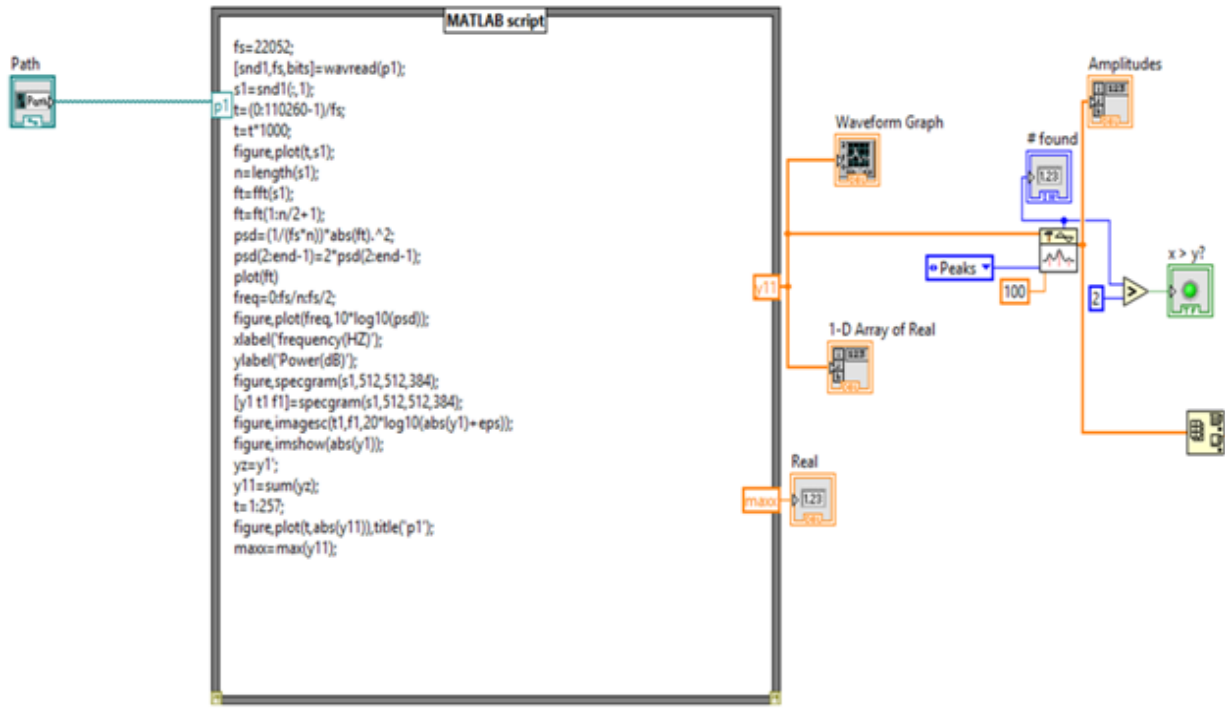 MATLAB script
Path
p1
fs=22052;
[snd1,fs,bits]=wavread(p1);
s1=snd1(:,1);
t=(0:110260-1)/fs;
t=t*1000;
figure,plot(t,s1);
n=length(s1);
ft=fft(s1);
ft=ft(1:n/2+1);
psd=(1/(fs*n))*abs(ft).^2;
psd(2:end-1)=2*psd(2:end-1);
plot(ft)
freq=0:fs/n:fs/2;
figure,plot(freq,10*log10(psd));
xlabel('frequency(HZ)');
ylabel('Power(dB)');
figure,specgram(s1,512,512,384);
[y1 t1 f1]=specgram(s1,512,512,384);
figure,imagesc(t1,f1,20*log10(abs(y1)+eps));
figure,imshow(abs(y1));
yz=y1';
y11=sum(yz);
t=1:257;
figure,plot(t,abs(y11)),title('p1');
maxx=max(y11);
y11
maxx
Waveform Graph
1-D Array of Real
Real
1.23
Amplitudes
# found
1.23
Peaks
100
2
>
x > y?
TF